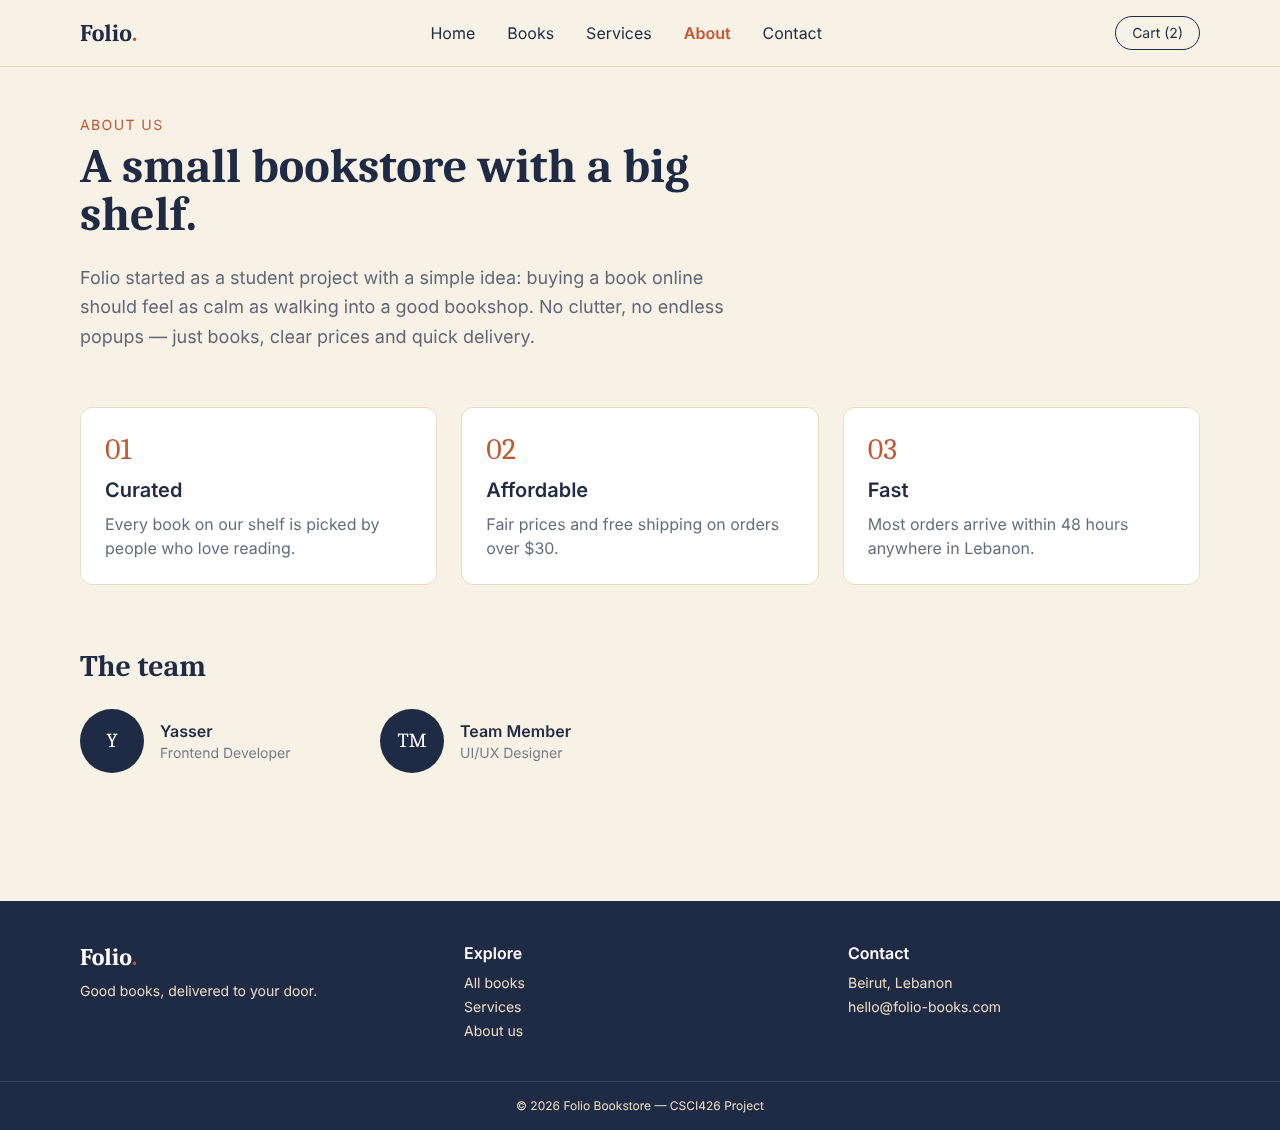 Folio.
Home Books Services About Contact
Cart (2)
ABOUT US
A small bookstore with a big
shelf.
Folio started as a student project with a simple idea: buying a book online
should feel as calm as walking into a good bookshop. No clutter, no endless
popups — just books, clear prices and quick delivery.
01
Curated
Every book on our shelf is picked by
people who love reading.
02
Affordable
Fair prices and free shipping on orders
over $30.
03
Fast
Most orders arrive within 48 hours
anywhere in Lebanon.
The team
Y
Yasser
Frontend Developer
TM
Team Member
UI/UX Designer
Folio.
Good books, delivered to your door.
Explore
All books
Services
About us
Contact
Beirut, Lebanon
hello@folio-books.com
© 2026 Folio Bookstore — CSCI426 Project